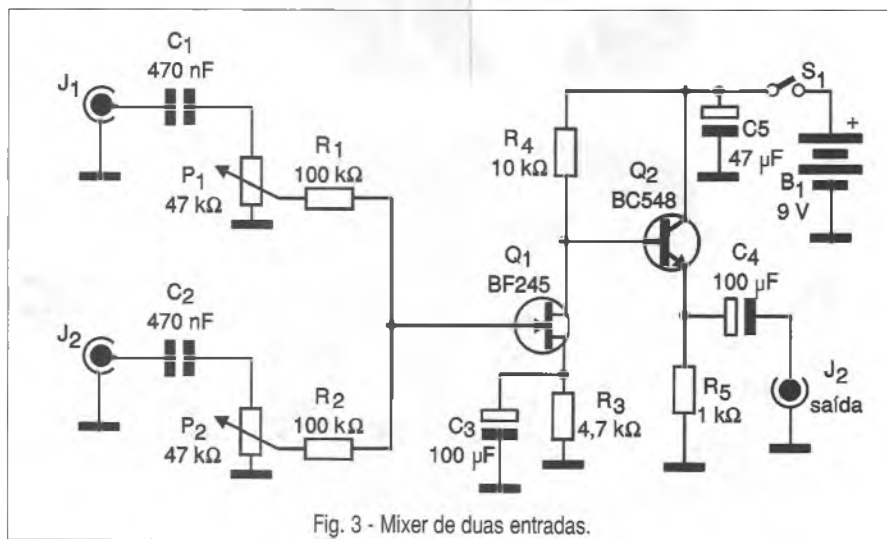 C1
470 nF
J1
P1
47 kΩ
R1
100 kΩ
C2
470 nF
J2
P2
47 kΩ
R2
100 kΩ
R4
10 kΩ
Q1
BF245
C3
100 µF
R3
4,7 kΩ
Q2
BC548
S1
C5
47 µF
+
B1
9 V
C4
100 µF
R5
1 kΩ
J2
saída
Fig. 3 - Mixer de duas entradas.